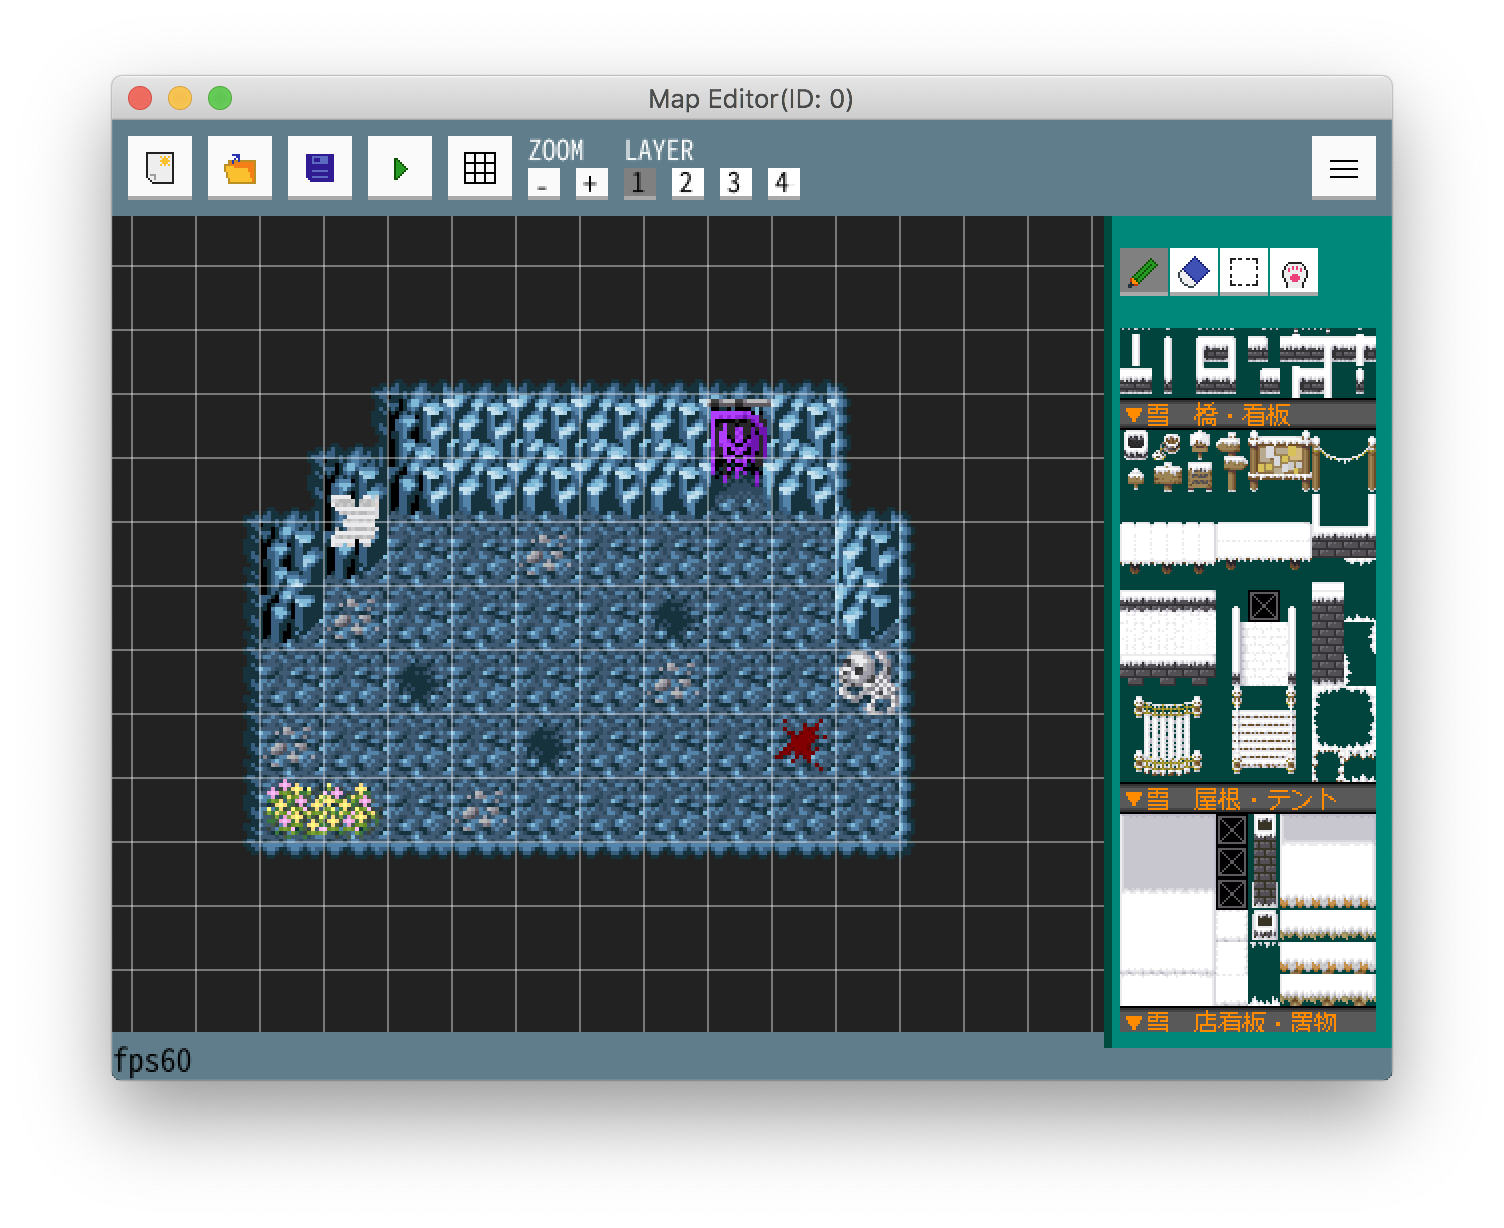 Map Editor(ID: 0)
ZOOM LAYER
- + 1 2 3 4
▼雪 橋・看板
▼雪 屋根・テント
▼雪 店看板・置物
fps60